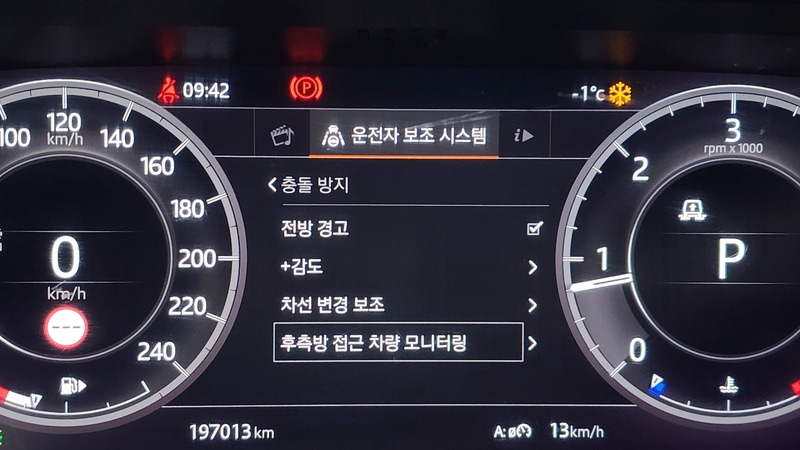 09:42
P
-1°c
운전자 보조 시스템
i
충돌 방지
전방 경고
+감도
차선 변경 보조
후측방 접근 차량 모니터링
100
120
km/h
140
160
180
200
220
240
0
km/h
---
3
rpm x 1000
2
1
0
P
197013 km
A:ø
13km/h